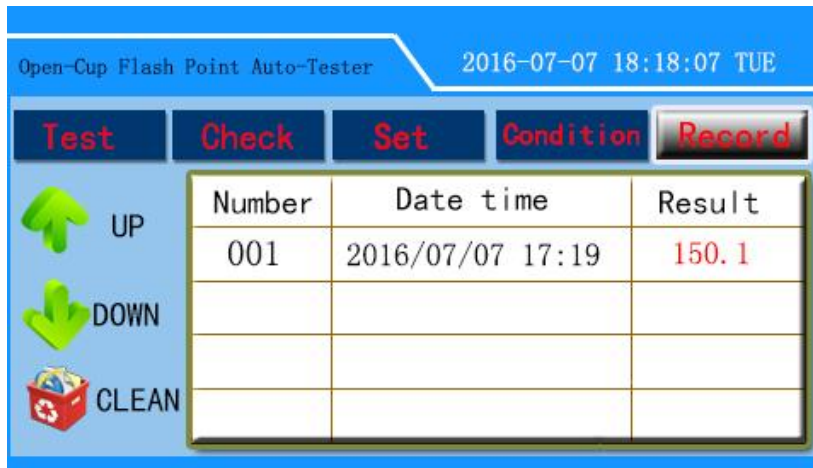 Open-Cup Flash Point Auto-Tester 2016-07-07 18:18:07 TUE
Test Check Set Condition Record
UP
DOWN
CLEAN
Number Date time Result
001 2016/07/07 17:19 150.1